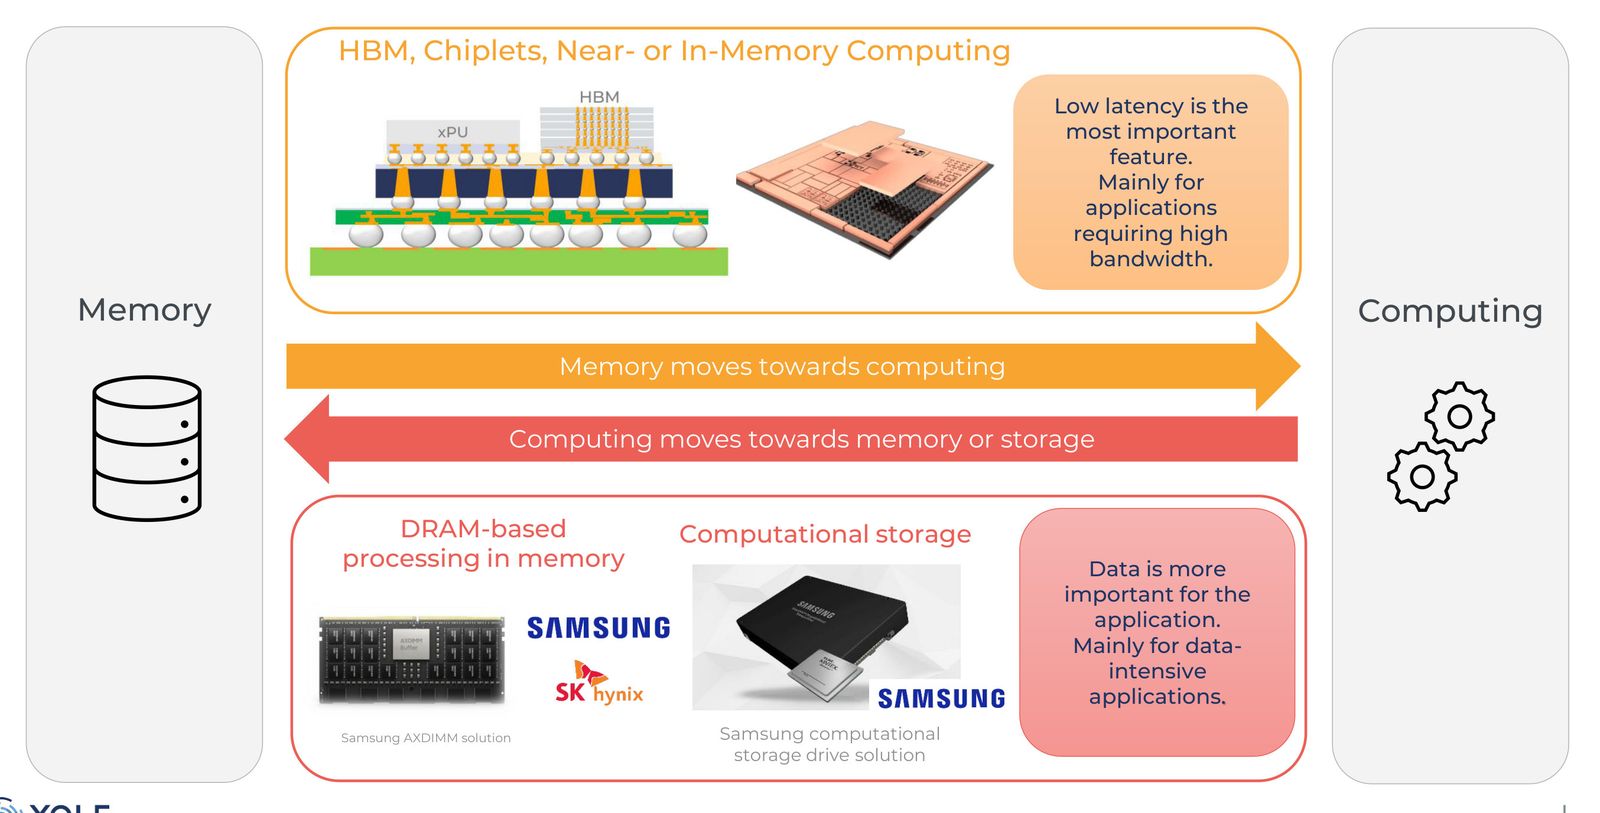 HBM, Chiplets, Near- or In-Memory Computing
HBM
xPU
Low latency is the
most important
feature.
Mainly for
applications
requiring high
bandwidth.
Memory
Computing
Memory moves towards computing
Computing moves towards memory or storage
DRAM-based
processing in memory
AXDIMM
Buffer
SAMSUNG
SK hynix
Samsung AXDIMM solution
Computational storage
SAMSUNG
SAMSUNG
Samsung computational
storage drive solution
Data is more
important for the
application.
Mainly for data-
intensive
applications.